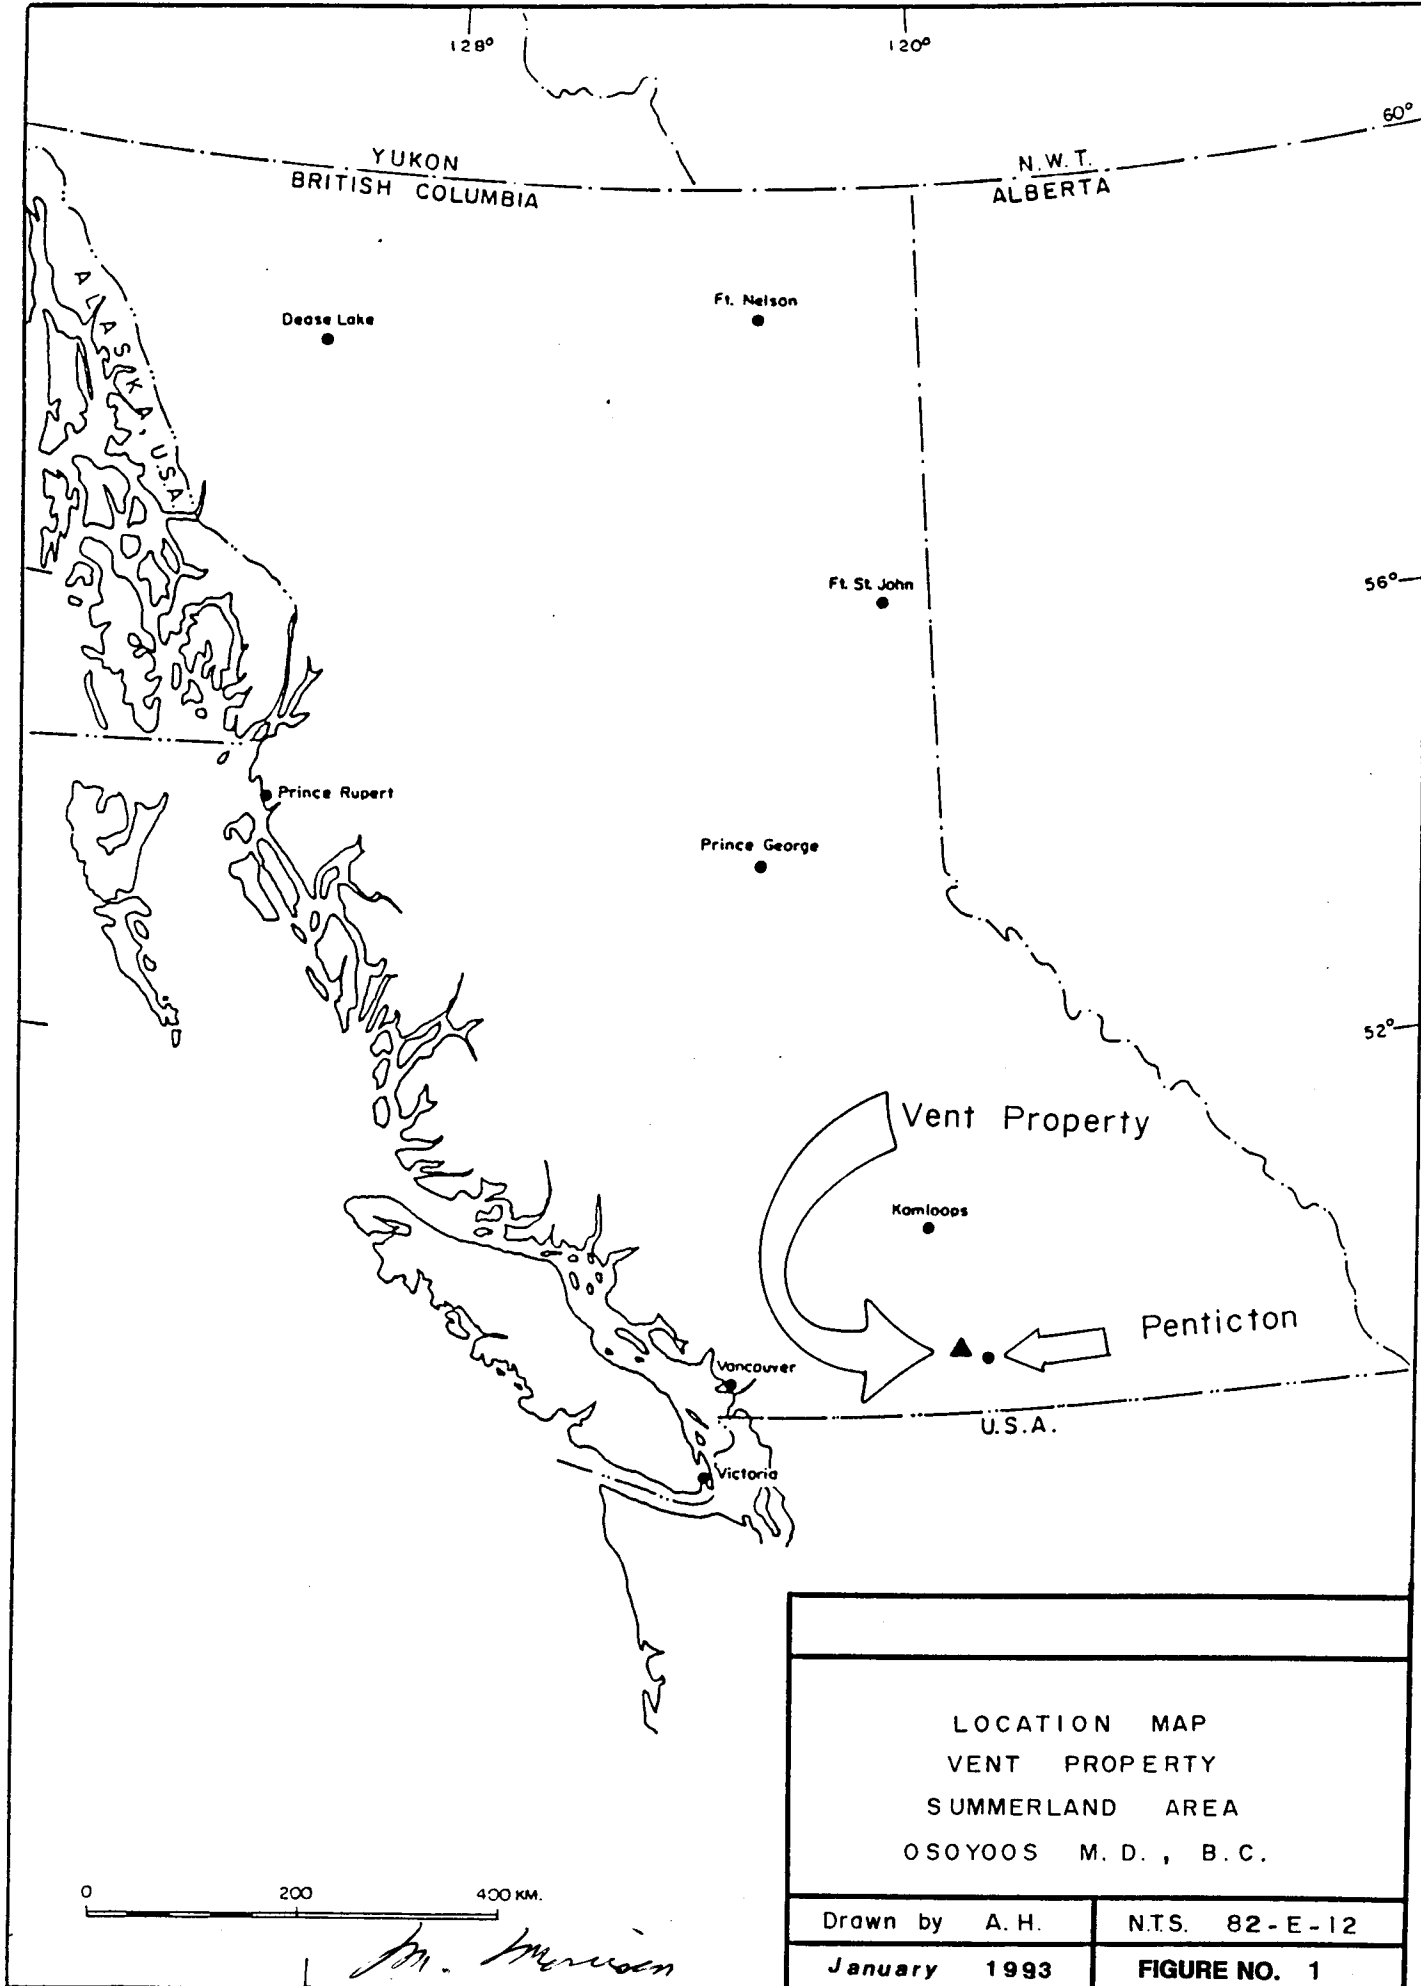 128° 120°
60°
YUKON
BRITISH COLUMBIA
N.W.T.
ALBERTA
ALASKA, USA
Dease Lake
Ft. Nelson
Ft. St. John
56°
Prince Rupert
Prince George
52°
Vent Property
Kamloops
Penticton
Vancouver
U.S.A.
Victoria
LOCATION MAP
VENT PROPERTY
SUMMERLAND AREA
OSOYOOS M.D., B.C.
0 200 400 KM.
Drawn by A.H.
N.T.S. 82-E-12
M. Morrison
January 1993
FIGURE NO. 1